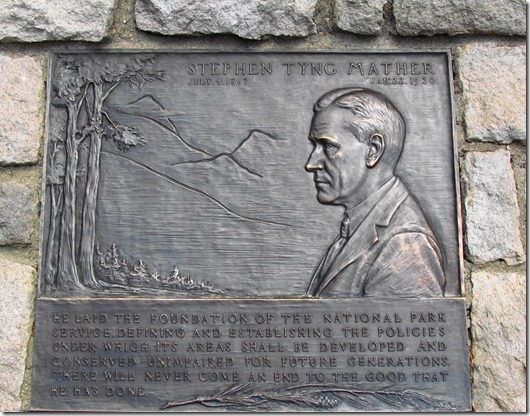 STEPHEN TYNG MATHER
JULY.4.1867. JAN.22.1930.
HE LAID THE FOUNDATION OF THE NATIONAL PARK
SERVICE. DEFINING AND ESTABLISHING THE POLICIES
UNDER WHICH ITS AREAS SHALL BE DEVELOPED AND
CONSERVED UNIMPAIRED FOR FUTURE GENERATIONS.
THERE WILL NEVER COME AN END TO THE GOOD THAT
HE HAS DONE.